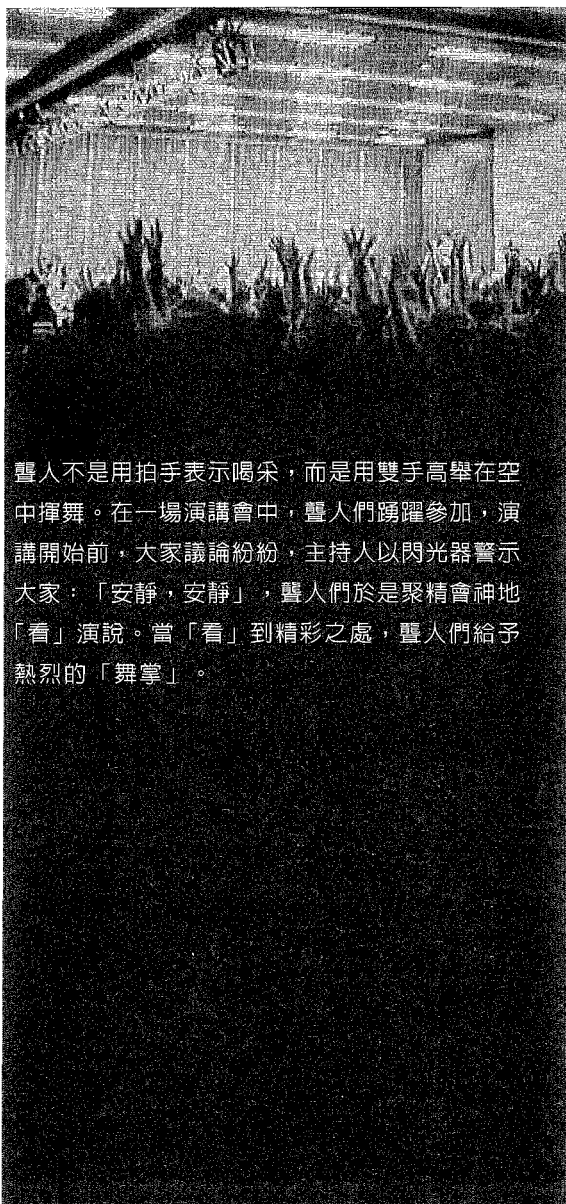 聾人不是用拍手表示喝采，而是用雙手高舉在空
中揮舞。在一場演講會中，聾人們踴躍參加，演
講開始前，大家議論紛紛，主持人以閃光器警示
大家：「安靜，安靜」，聾人們於是聚精會神地
「看」演說。當「看」到精彩之處，聾人們給予
熱烈的「舞掌」。